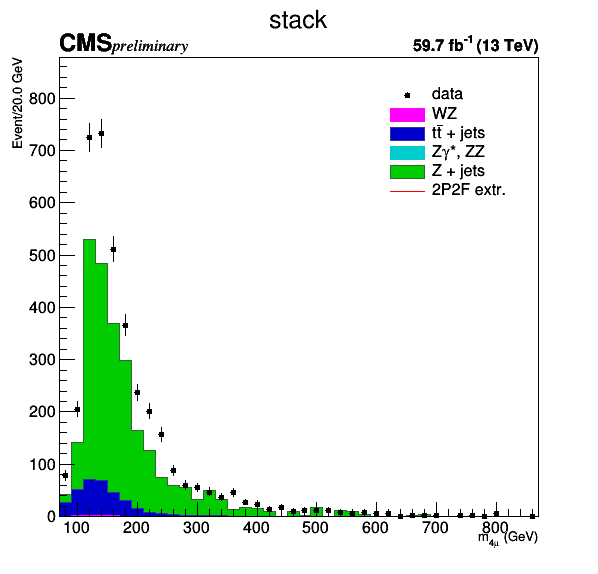 stack
CMS preliminary 59.7 fb⁻¹ (13 TeV)
Event/20.0 GeV
800
700
600
500
400
300
200
100
0
data
WZ
tt̄ + jets
Zγ*, ZZ
Z + jets
2P2F extr.
100 200 300 400 500 600 700 800
m4μ (GeV)